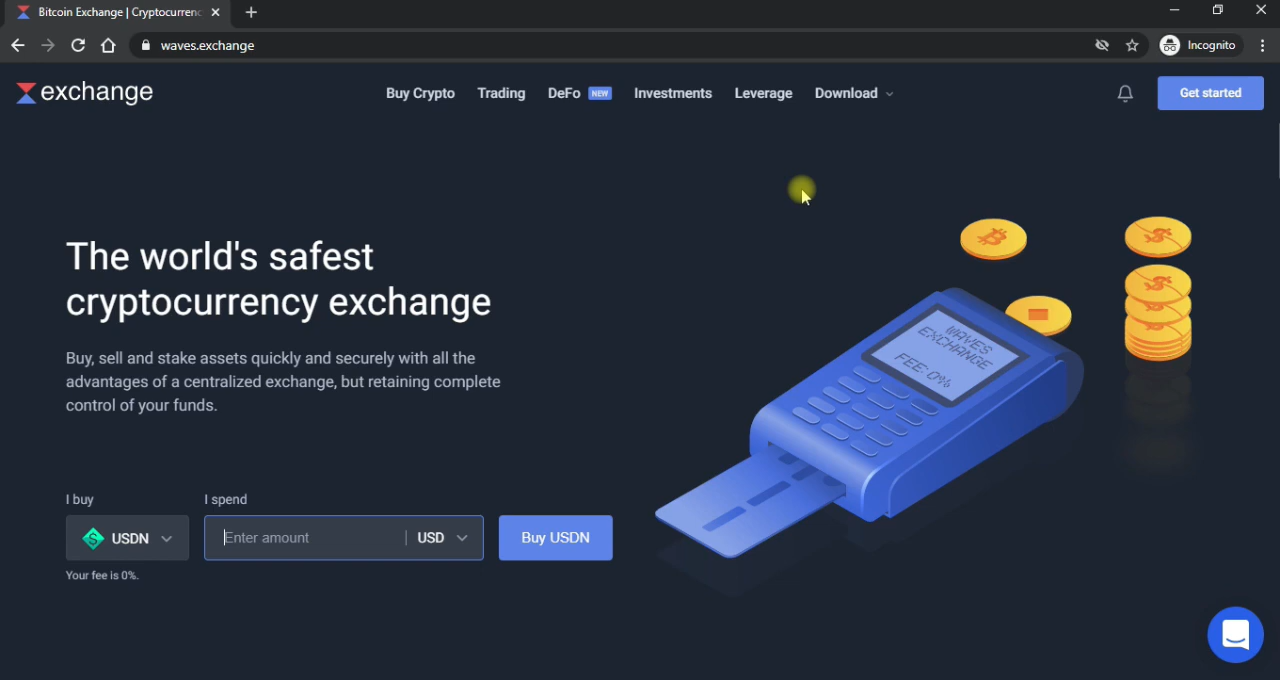 Bitcoin Exchange | Cryptocurrenc
waves.exchange
Incognito
exchange
Buy Crypto
Trading
DeFo NEW
Investments
Leverage
Download
Get started
The world's safest
cryptocurrency exchange
Buy, sell and stake assets quickly and securely with all the
advantages of a centralized exchange, but retaining complete
control of your funds.
WAVES
EXCHANGE
FEE: 0%
I buy
I spend
USDN
Enter amount
USD
Buy USDN
Your fee is 0%.